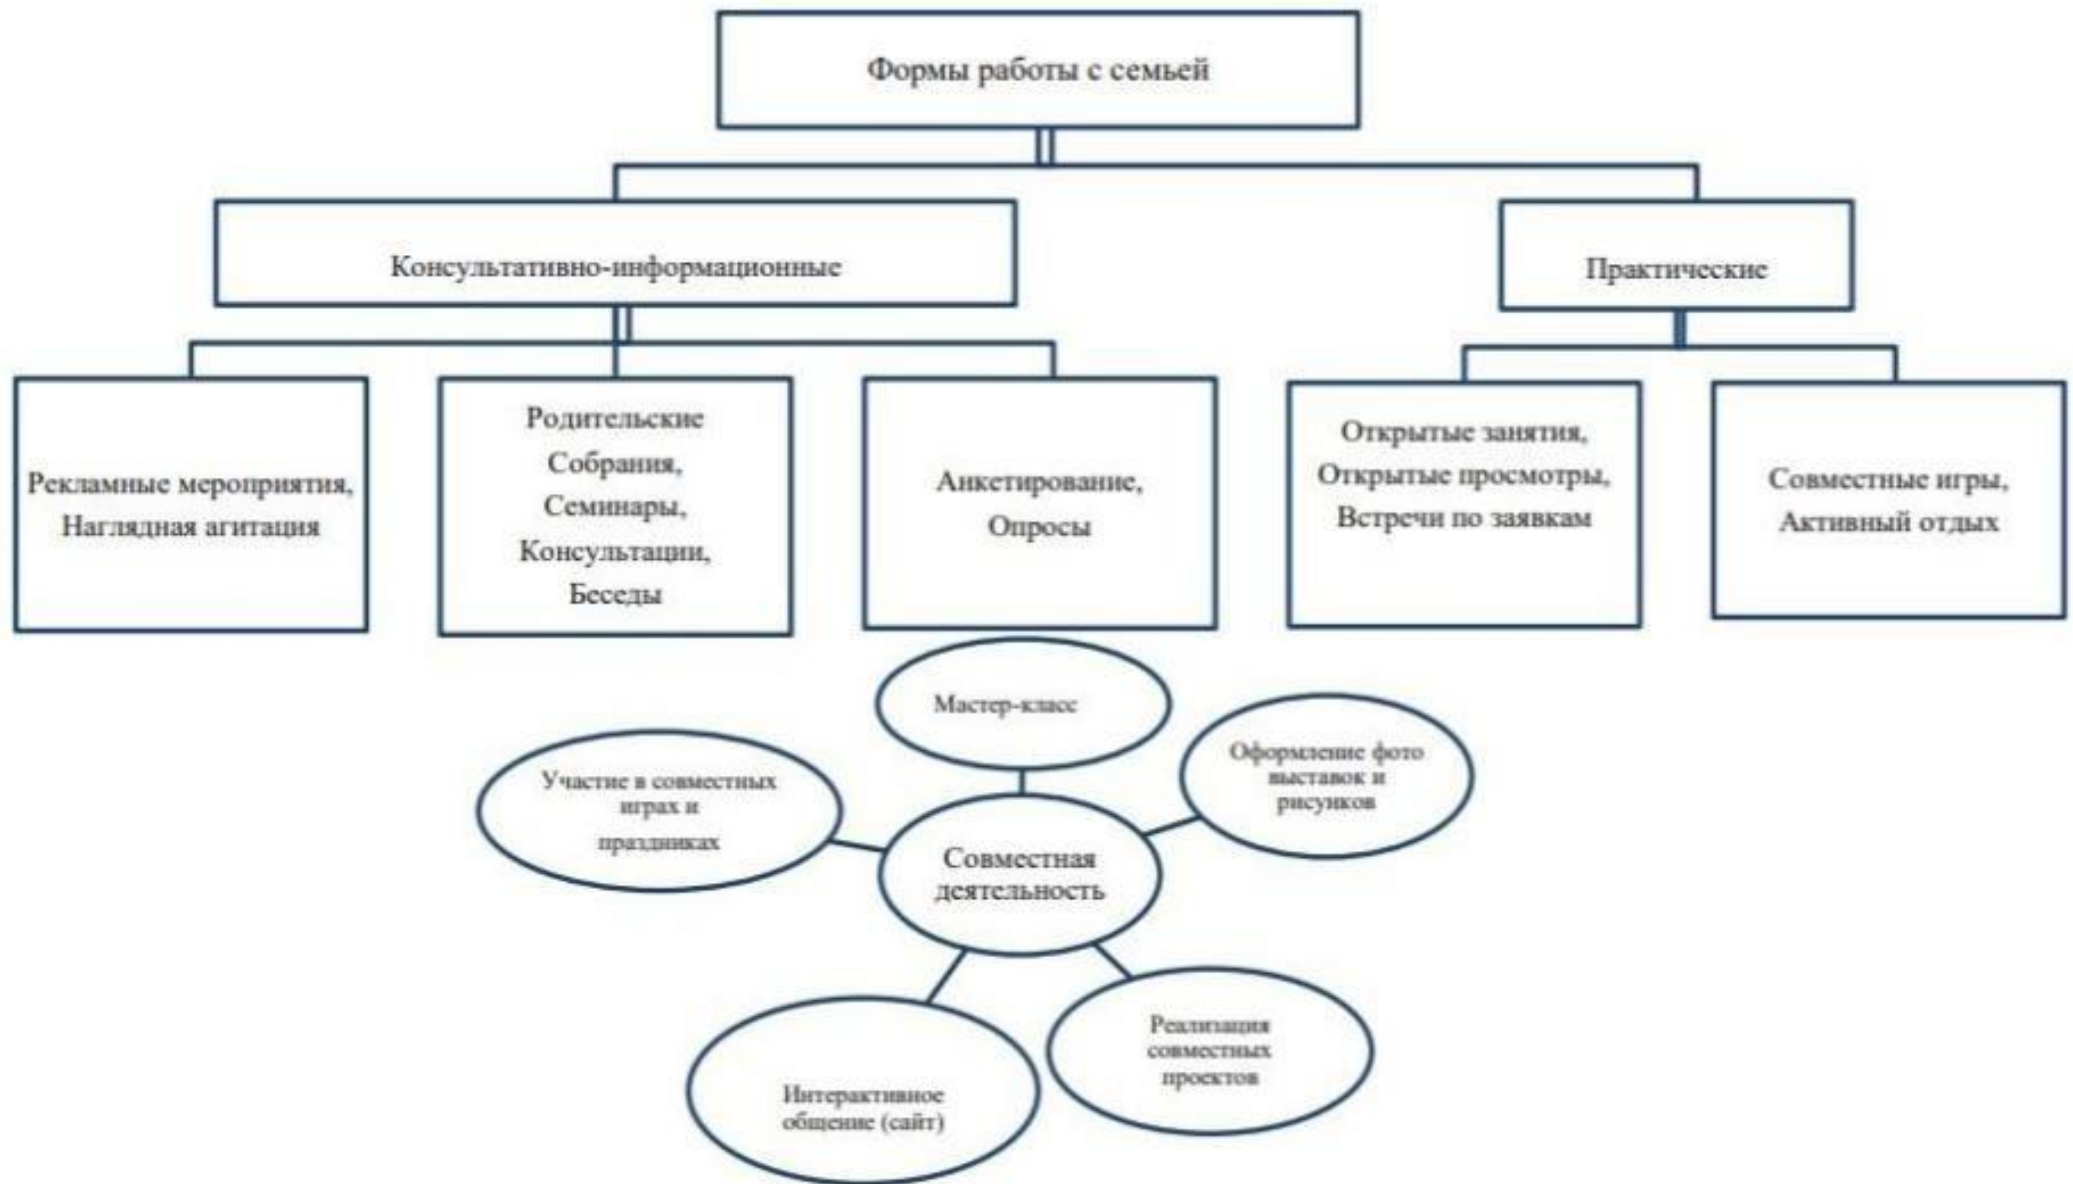 Формы работы с семьей
Консультативно-информационные
Практические
Рекламные мероприятия,
Наглядная агитация
Родительские
Собрания,
Семинары,
Консультации,
Беседы
Анкетирование,
Опросы
Открытые занятия,
Открытые просмотры,
Встречи по заявкам
Совместные игры,
Активный отдых
Мастер-класс
Участие в совместных
играх и
праздниках
Оформление фото
выставок и
рисунков
Совместная
деятельность
Интерактивное
общение (сайт)
Реализация
совместных
проектов